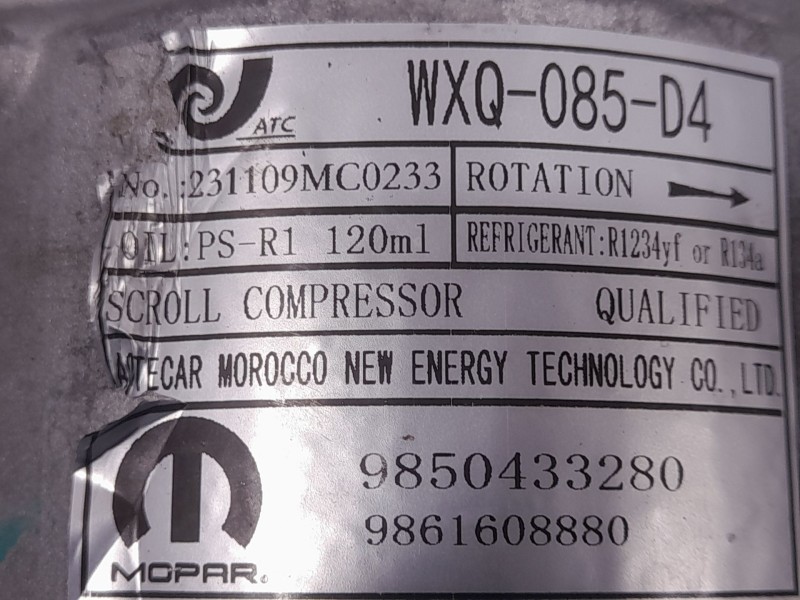 ATC
WXQ-085-D4
No.:231109MC0233
ROTATION
OIL:PS-R1 120ml
REFRIGERANT:R1234yf or R134a
SCROLL COMPRESSOR QUALIFIED
AOTECAR MOROCCO NEW ENERGY TECHNOLOGY CO.,LTD.
9850433280
9861608880
MOPAR.